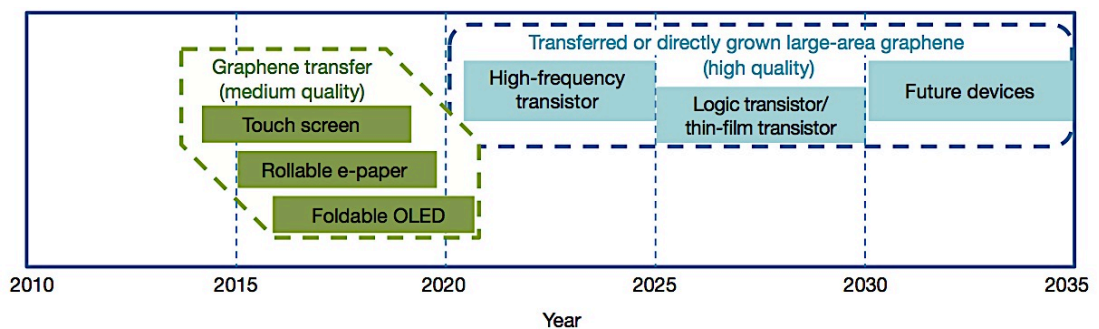 Transferred or directly grown large-area graphene
(high quality)
Graphene transfer
(medium quality)
High-frequency
transistor
Logic transistor/
thin-film transistor
Future devices
Touch screen
Rollable e-paper
Foldable OLED
2010
2015
2020
2025
2030
2035
Year